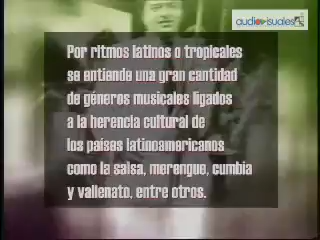 audiovisuales
Por ritmos latinos o tropicales
se entiende una gran cantidad
de géneros musicales ligados
a la herencia cultural de
los países latinoamericanos
como la salsa, merengue, cumbia
y vallenato, entre otros.